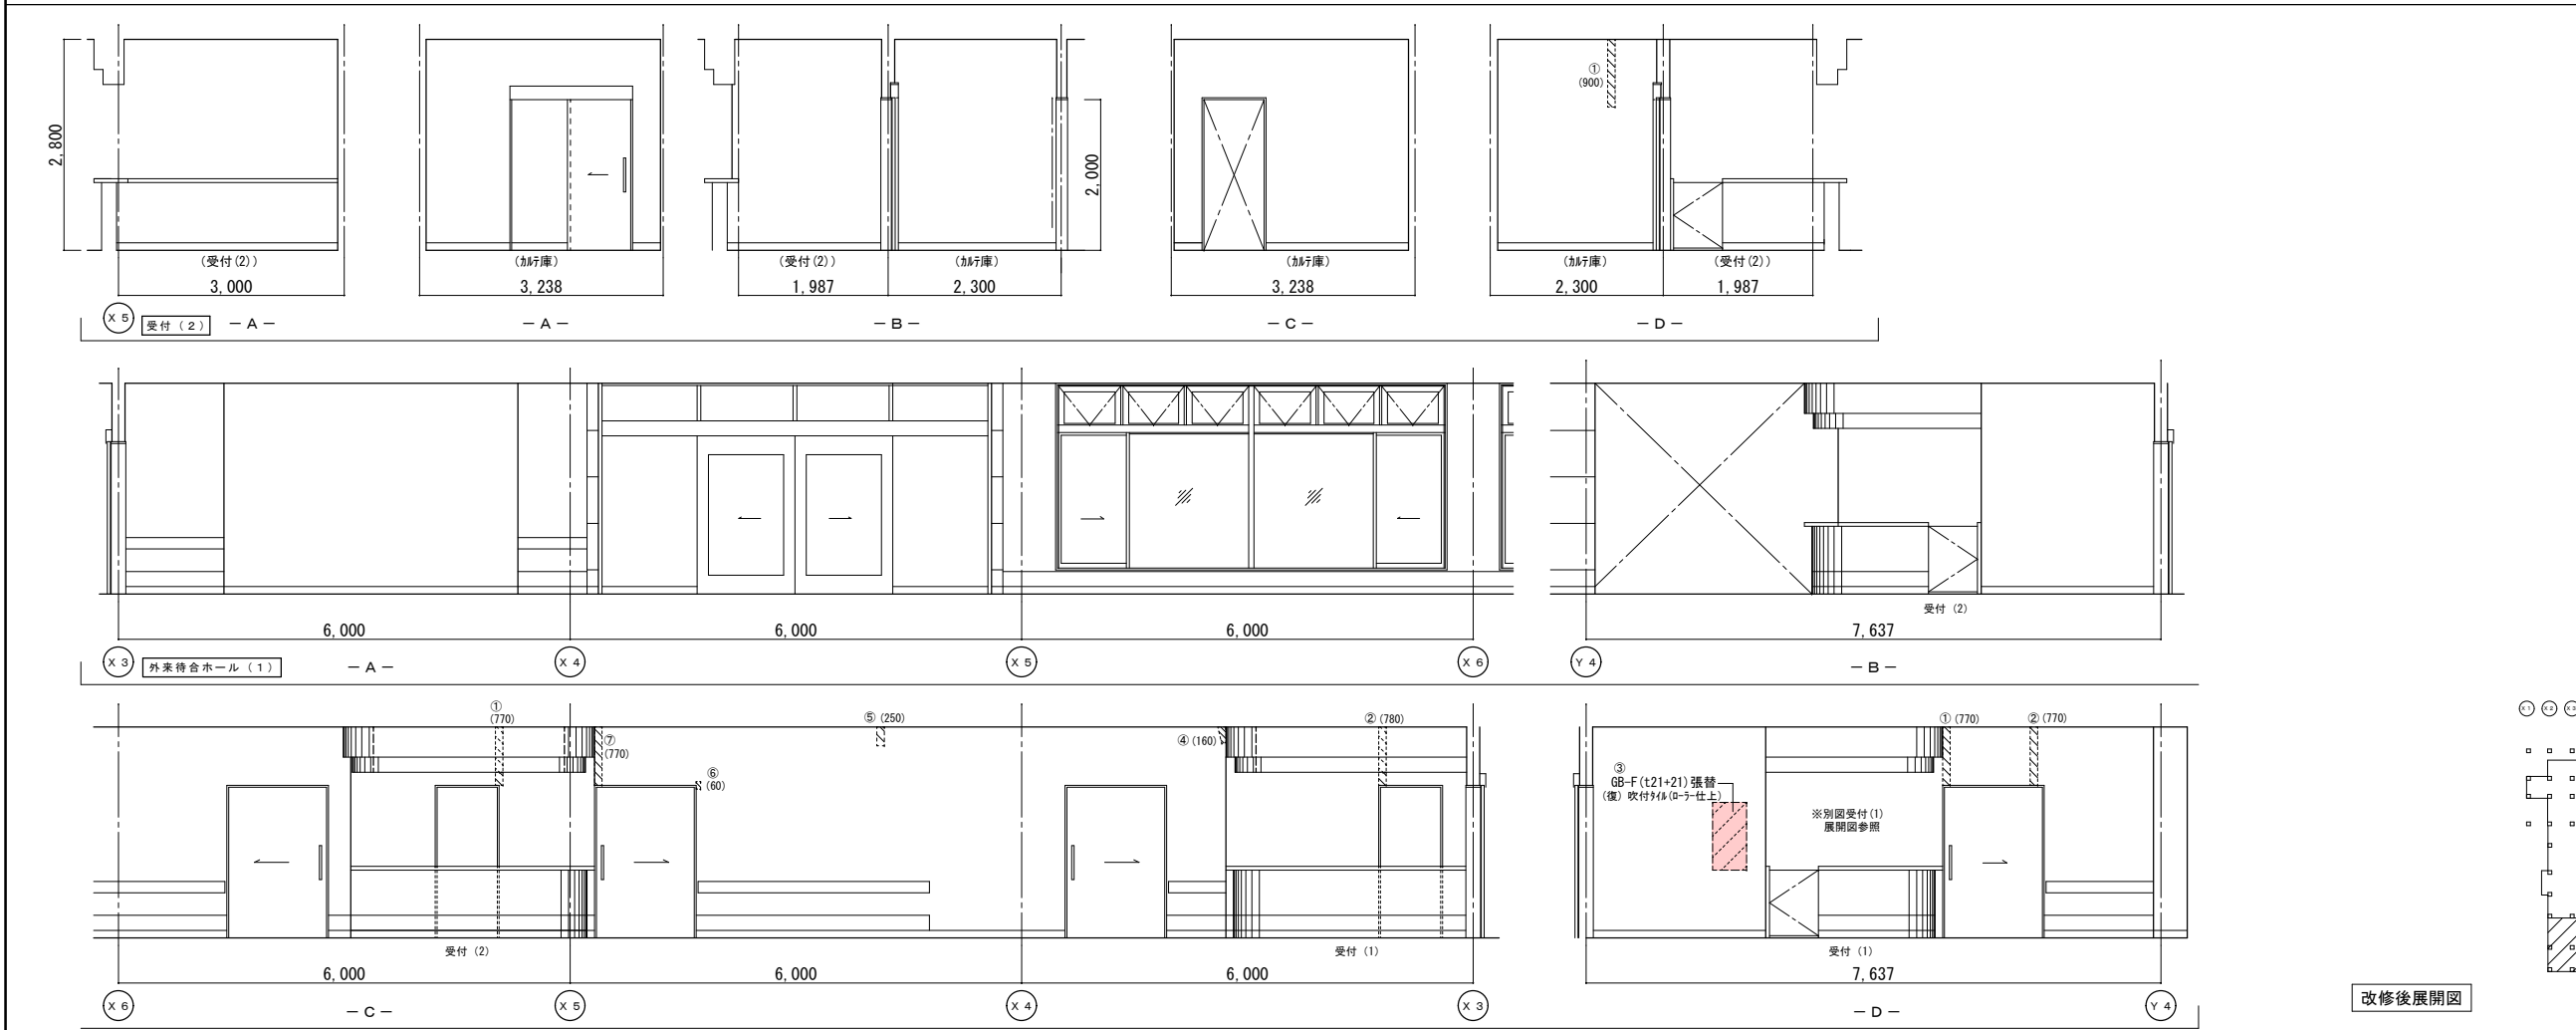 2,800
2,000
①
(900)
(受付(2))
(ｶﾙﾃ庫)
(受付(2))
(ｶﾙﾃ庫)
(ｶﾙﾃ庫)
(ｶﾙﾃ庫)
(受付(2))
3,000
3,238
1,987
2,300
3,238
2,300
1,987
X5
受付(2)
－A－
－A－
－B－
－C－
－D－
受付 (2)
6,000
6,000
6,000
7,637
X3
外来待合ホール(1)
－A－
X4
X5
X6
Y4
－B－
①
(770)
⑦
(770)
⑥
(60)
⑤(250)
④(160)
②(780)
①(770)
②(770)
③
GB-F(t21+21)張替
(復) 吹付ﾀｲﾙ(ﾛｰﾗｰ仕上)
※別図受付(1)
展開図参照
受付 (2)
受付 (1)
受付 (1)
6,000
6,000
6,000
7,637
X6
－C－
X5
X4
X3
－D－
Y4
X1
X2
X3
改修後展開図